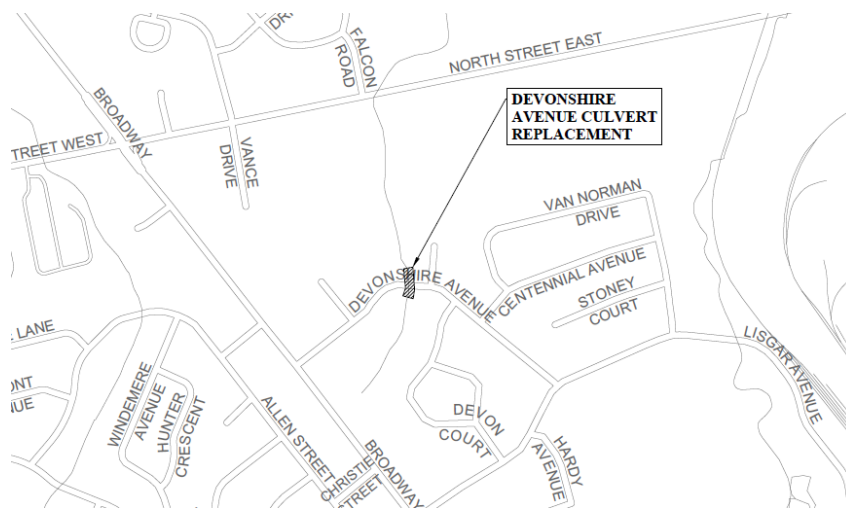 FALCON
ROAD
NORTH STREET EAST
BROADWAY
DEVONSHIRE
AVENUE CULVERT
REPLACEMENT
TREET WEST
VANCE
DRIVE
VAN NORMAN
DRIVE
DEVONSHIRE AVENUE
CENTENNIAL AVENUE
STONEY
COURT
LANE
LISGAR AVENUE
WINDEMERE
AVENUE
HUNTER
CRESCENT
ALLEN STREET
DEVON
COURT
BROADWAY
CHRISTIE
STREET
HARDY
AVENUE